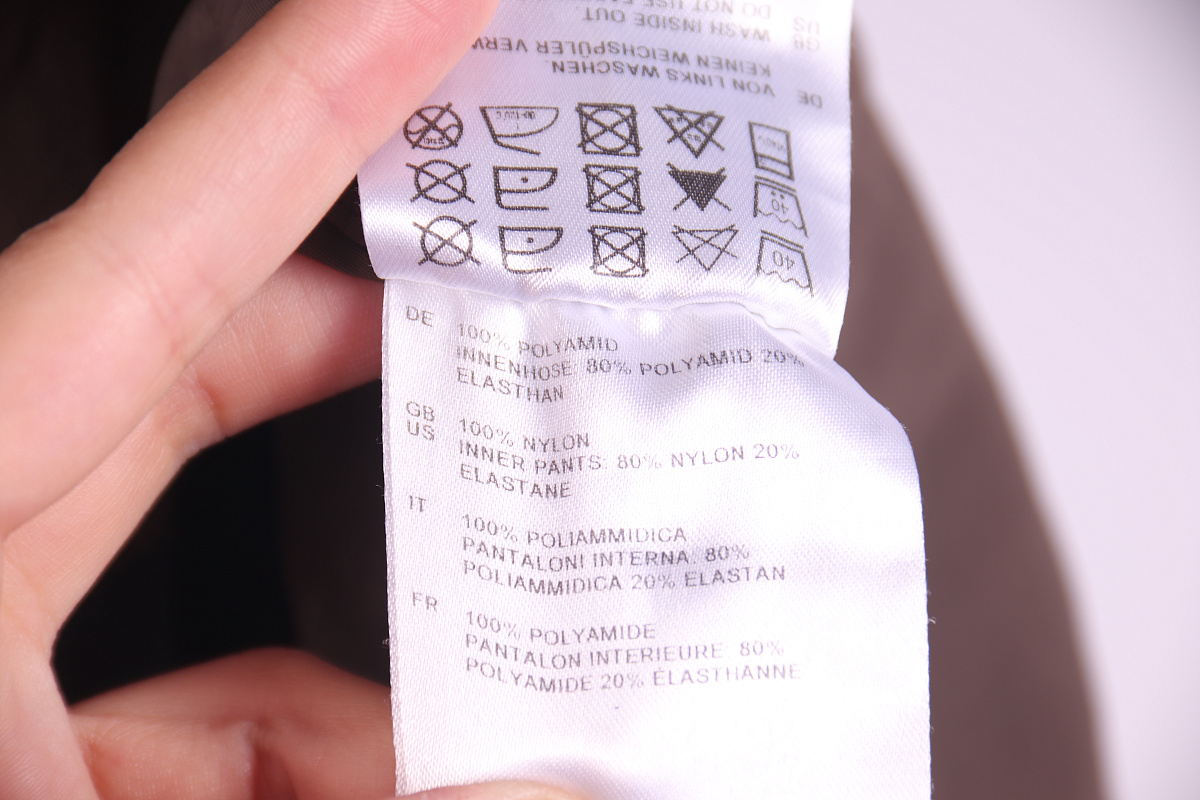 DE
VON LINKS WASCHEN.
KEINEN WEICHSPÜLER
GB WASH INSIDE OUT
US DO NOT USE
40
40
DE 100% POLYAMID
INNENHOSE: 80% POLYAMID 20%
ELASTHAN
GB 100% NYLON
US INNER PANTS: 80% NYLON 20%
ELASTANE
IT 100% POLIAMMIDICA
PANTALONI INTERNA: 80%
POLIAMMIDICA 20% ELASTAN
FR 100% POLYAMIDE
PANTALON INTERIEURE: 80%
POLYAMIDE 20% ÉLASTHANNE